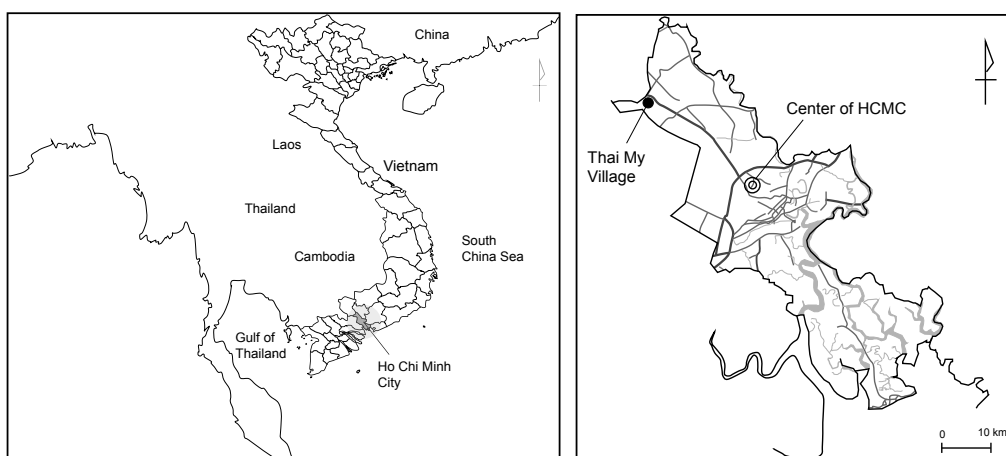 China
Laos
Vietnam
Thailand
Cambodia
South
China Sea
Gulf of
Thailand
Ho Chi Minh
City
Center of HCMC
Thai My
Village
0 10 km